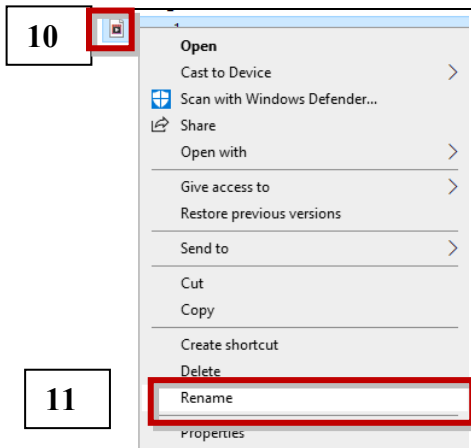 10
1
Open
Cast to Device
Scan with Windows Defender...
Share
Open with
Give access to
Restore previous versions
Send to
Cut
Copy
Create shortcut
Delete
11
Rename
Properties